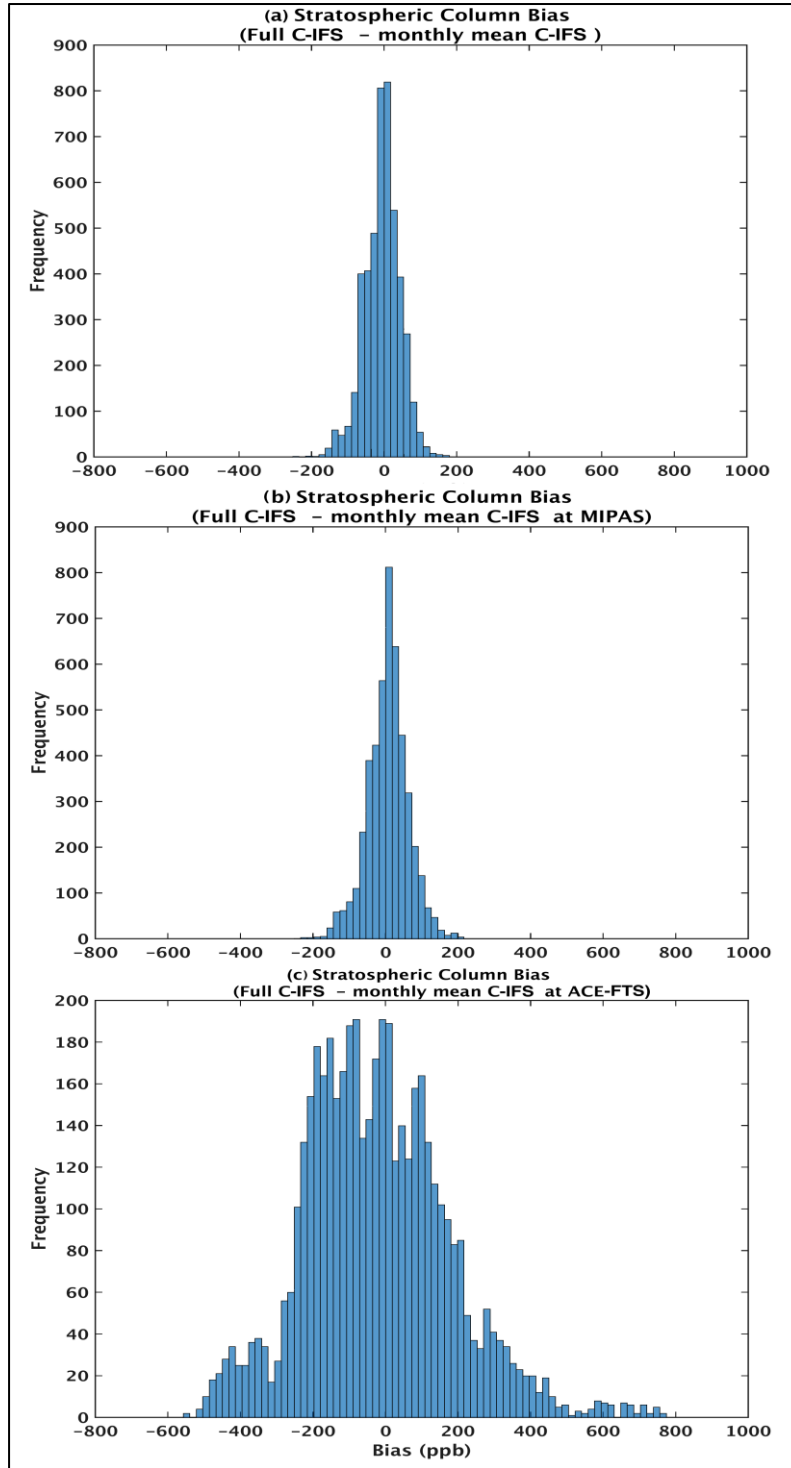 (a) Stratospheric Column Bias
(Full C-IFS – monthly mean C-IFS )
900
800
700
600
500
400
300
200
100
0
Frequency
−800 −600 −400 −200 0 200 400 600 800 1000
(b) Stratospheric Column Bias
(Full C-IFS – monthly mean C-IFS at MIPAS)
900
800
700
600
500
400
300
200
100
0
Frequency
−800 −600 −400 −200 0 200 400 600 800 1000
(c) Stratospheric Column Bias
(Full C-IFS – monthly mean C-IFS at ACE-FTS)
200
180
160
140
120
100
80
60
40
20
0
Frequency
−800 −600 −400 −200 0 200 400 600 800 1000
Bias (ppb)